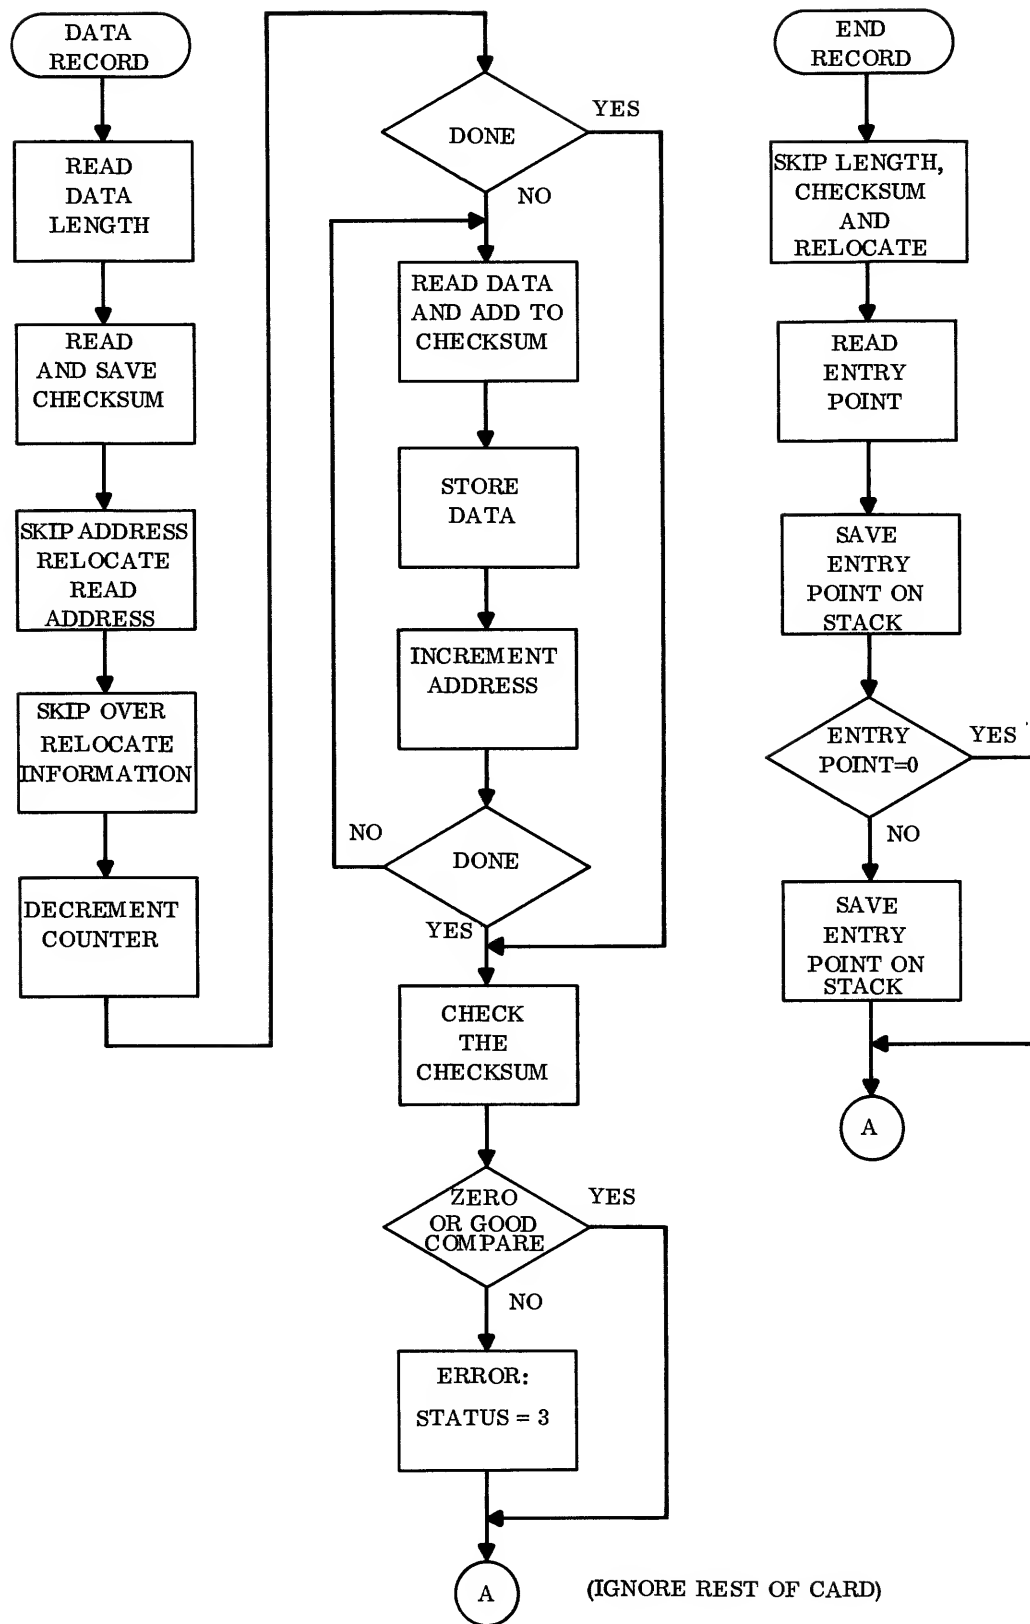 DATA
RECORD
READ
DATA
LENGTH
READ
AND SAVE
CHECKSUM
SKIP ADDRESS
RELOCATE
READ
ADDRESS
SKIP OVER
RELOCATE
INFORMATION
DECREMENT
COUNTER
DONE
YES
NO
READ DATA
AND ADD TO
CHECKSUM
STORE
DATA
INCREMENT
ADDRESS
NO
DONE
YES
CHECK
THE
CHECKSUM
ZERO
OR GOOD
COMPARE
YES
NO
ERROR:
STATUS = 3
A
(IGNORE REST OF CARD)
END
RECORD
SKIP LENGTH,
CHECKSUM
AND
RELOCATE
READ
ENTRY
POINT
SAVE
ENTRY
POINT ON
STACK
ENTRY
POINT=0
YES
NO
SAVE
ENTRY
POINT ON
STACK
A